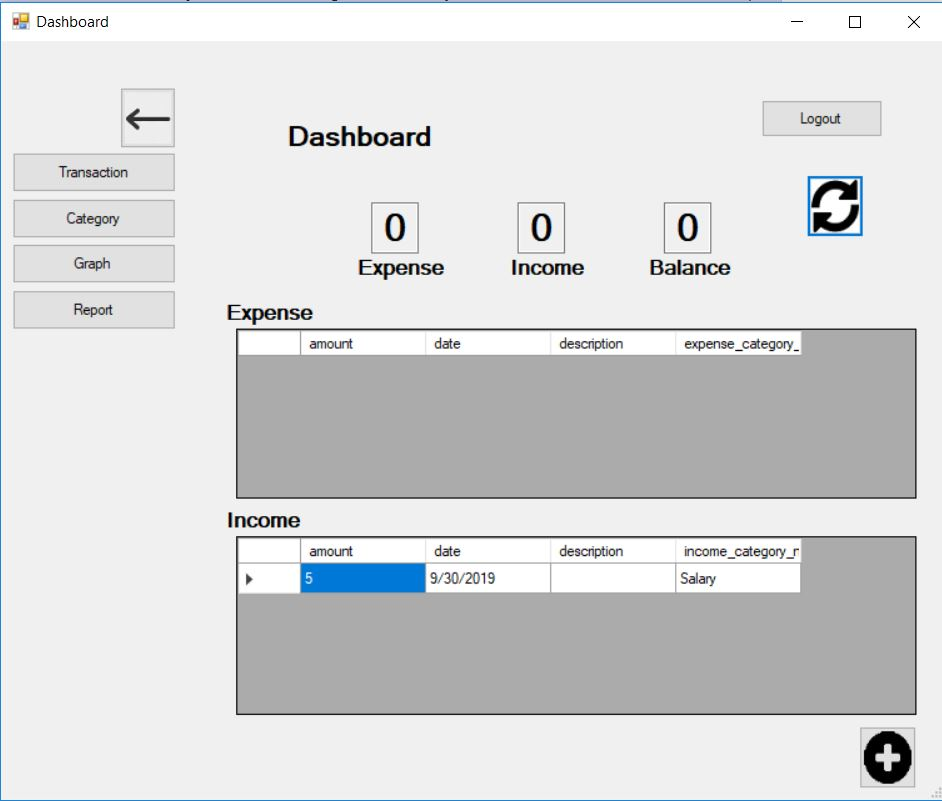 Dashboard
Logout
Dashboard
Transaction
Category
Graph
Report
0 0 0
Expense Income Balance
Expense
amount date description expense_category_
Income
amount date description income_category_n
5 9/30/2019 Salary